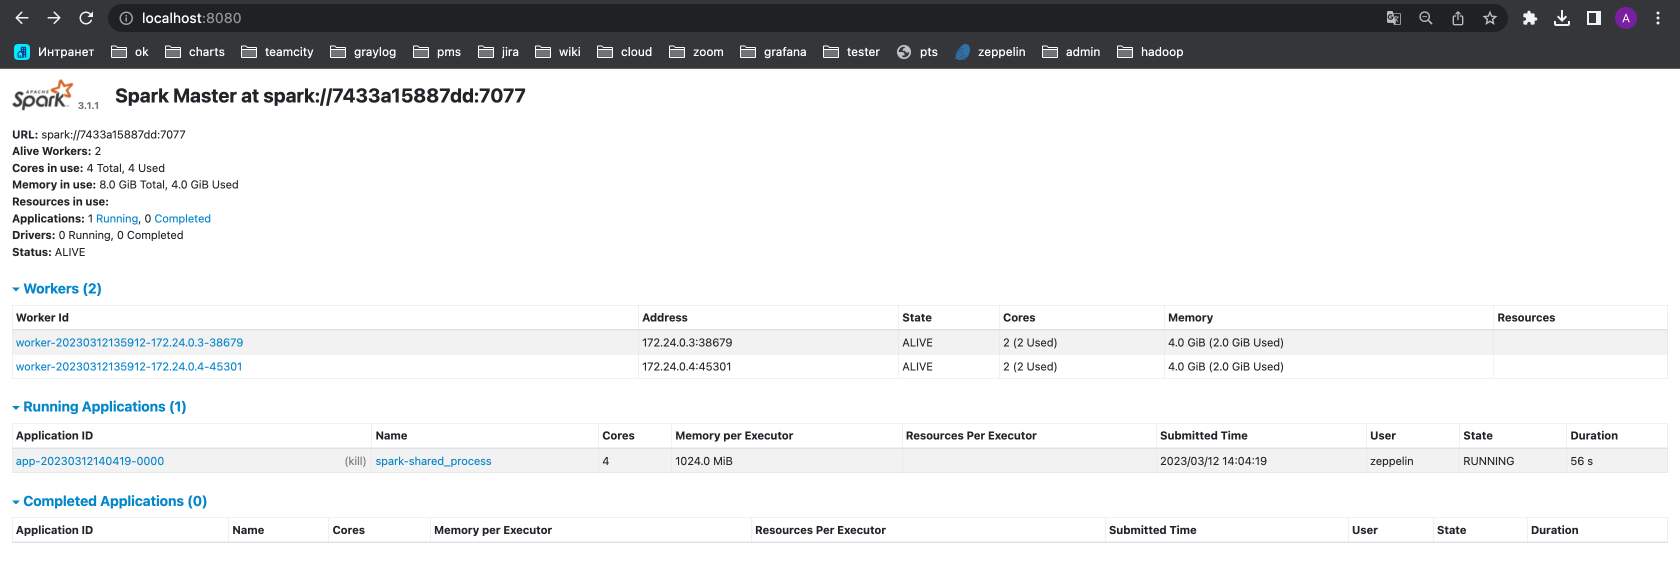 localhost:8080
A
Интранет ok charts teamcity graylog pms jira wiki cloud zoom grafana tester pts zeppelin admin hadoop
APACHE Spark 3.1.1 Spark Master at spark://7433a15887dd:7077
URL: spark://7433a15887dd:7077
Alive Workers: 2
Cores in use: 4 Total, 4 Used
Memory in use: 8.0 GiB Total, 4.0 GiB Used
Resources in use:
Applications: 1 Running, 0 Completed
Drivers: 0 Running, 0 Completed
Status: ALIVE
Workers (2)
Worker Id Address State Cores Memory Resources
worker-20230312135912-172.24.0.3-38679 172.24.0.3:38679 ALIVE 2 (2 Used) 4.0 GiB (2.0 GiB Used)
worker-20230312135912-172.24.0.4-45301 172.24.0.4:45301 ALIVE 2 (2 Used) 4.0 GiB (2.0 GiB Used)
Running Applications (1)
Application ID Name Cores Memory per Executor Resources Per Executor Submitted Time User State Duration
app-20230312140419-0000 (kill) spark-shared_process 4 1024.0 MiB 2023/03/12 14:04:19 zeppelin RUNNING 56 s
Completed Applications (0)
Application ID Name Cores Memory per Executor Resources Per Executor Submitted Time User State Duration